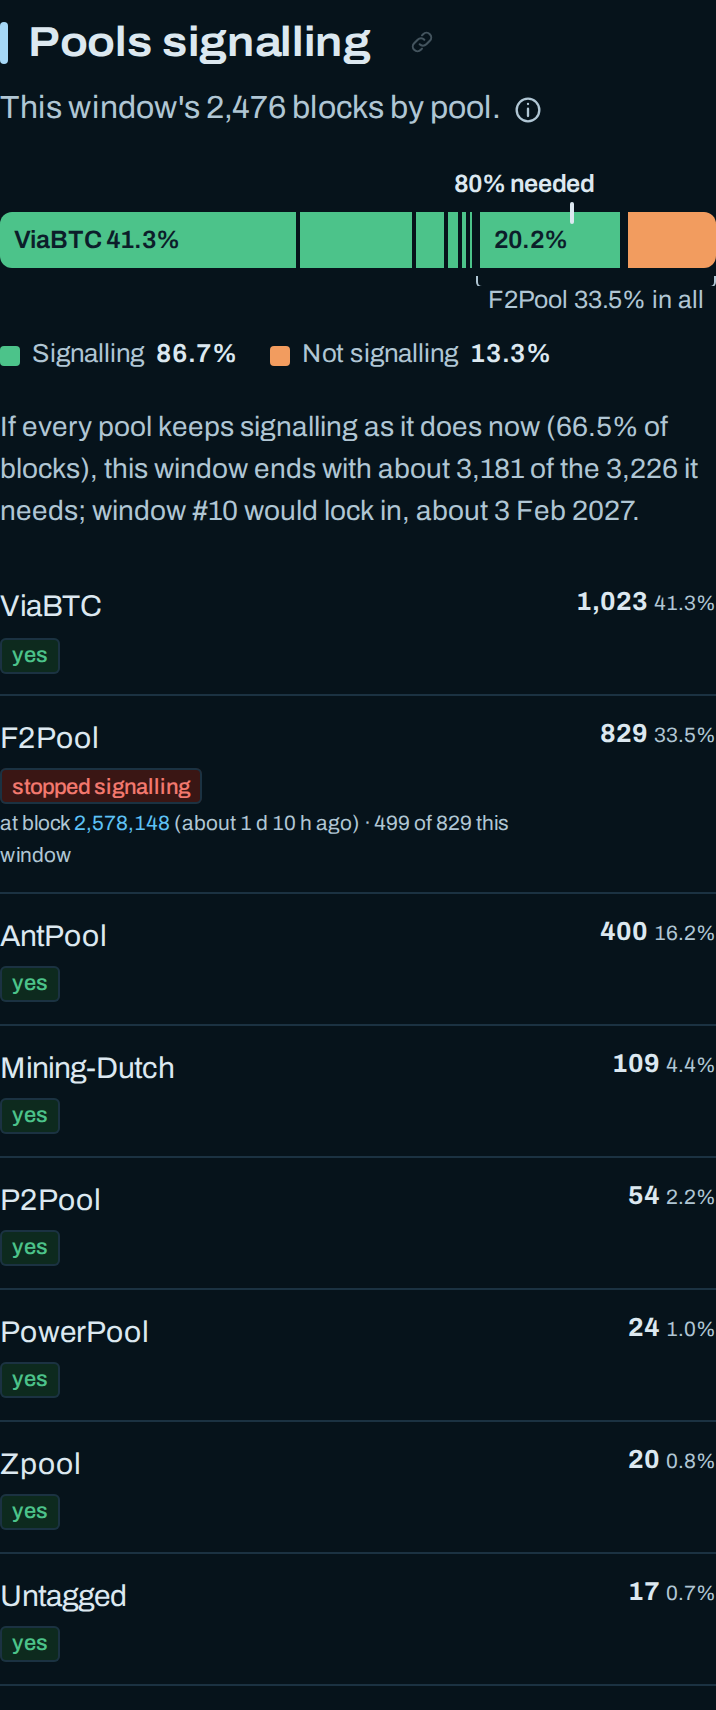 Pools signalling
This window's 2,476 blocks by pool.
80% needed
ViaBTC 41.3%
20.2%
F2Pool 33.5% in all
Signalling 86.7% Not signalling 13.3%
If every pool keeps signalling as it does now (66.5% of
blocks), this window ends with about 3,181 of the 3,226 it
needs; window #10 would lock in, about 3 Feb 2027.
ViaBTC 1,023 41.3%
yes
F2Pool 829 33.5%
stopped signalling
at block 2,578,148 (about 1 d 10 h ago) · 499 of 829 this
window
AntPool 400 16.2%
yes
Mining-Dutch 109 4.4%
yes
P2Pool 54 2.2%
yes
PowerPool 24 1.0%
yes
Zpool 20 0.8%
yes
Untagged 17 0.7%
yes